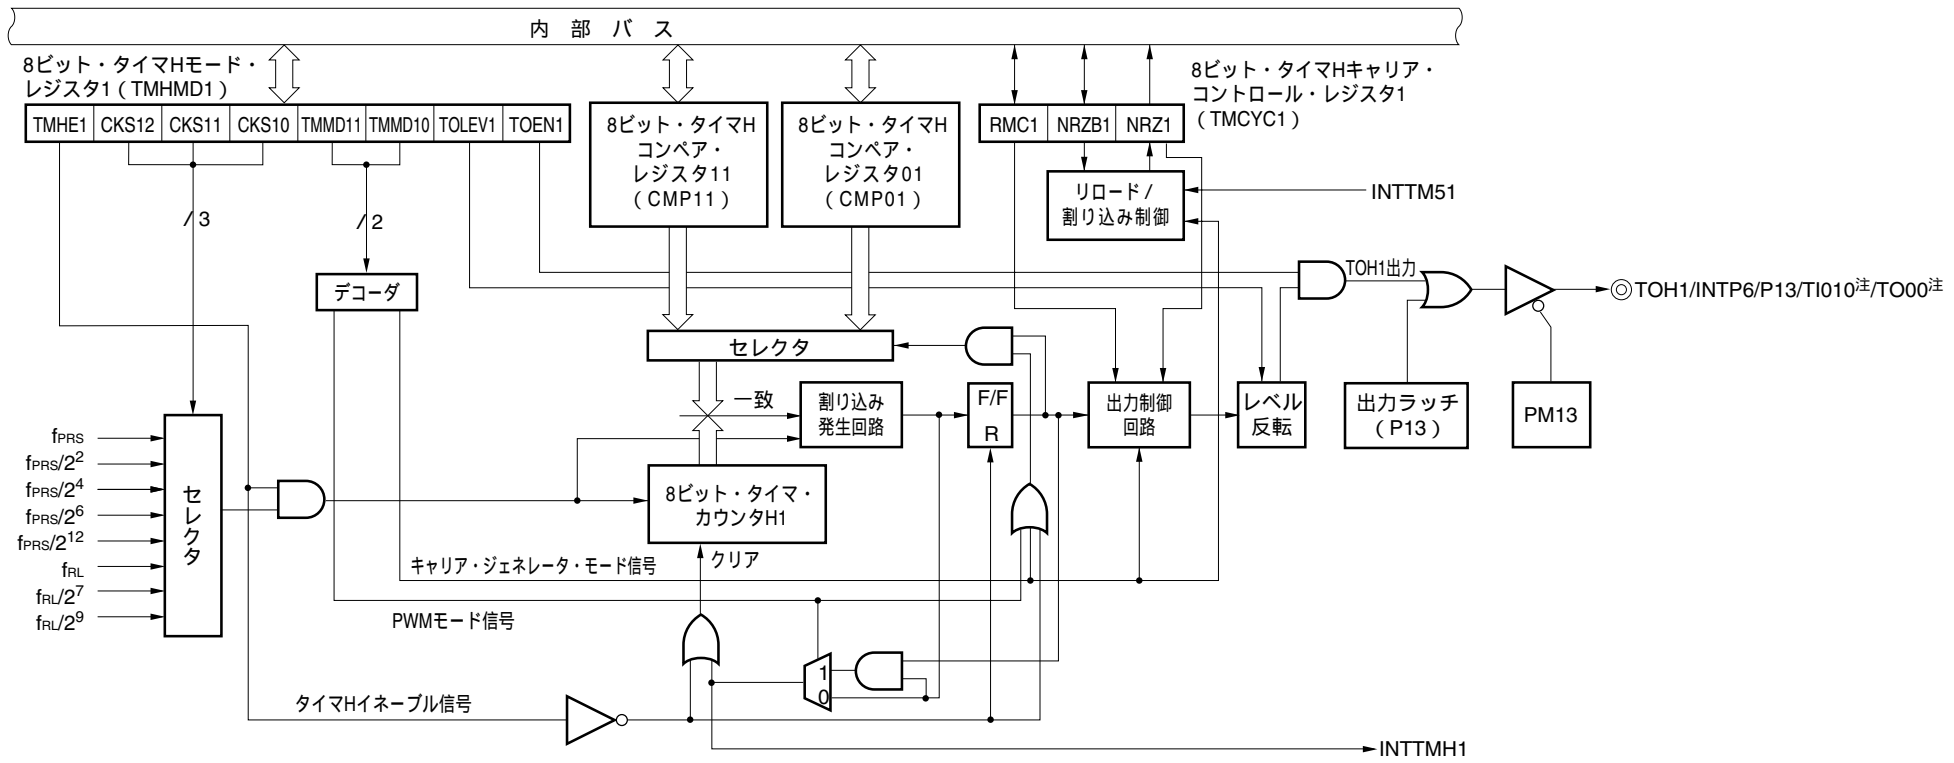 内 部 バ ス
8ビット・タイマHモード・
レジスタ1（TMHMD1）
TMHE1 CKS12 CKS11 CKS10 TMMD11 TMMD10 TOLEV1 TOEN1
8ビット・タイマH
コンペア・
レジスタ11
（CMP11）
8ビット・タイマH
コンペア・
レジスタ01
（CMP01）
RMC1 NRZB1 NRZ1
8ビット・タイマHキャリア・
コントロール・レジスタ1
（TMCYC1）
リロード/
割り込み制御
INTTM51
/3
/2
デコーダ
TOH1出力
TOH1/INTP6/P13/TI010注/TO00注
セレクタ
一致
割り込み
発生回路
F/F
R
出力制御
回路
レベル
反転
出力ラッチ
（P13）
PM13
fPRS
fPRS/2²
fPRS/2⁴
fPRS/2⁶
fPRS/2¹²
fRL
fRL/2⁷
fRL/2⁹
セレクタ
8ビット・タイマ・
カウンタH1
クリア
キャリア・ジェネレータ・モード信号
PWMモード信号
1
0
タイマHイネーブル信号
INTTMH1